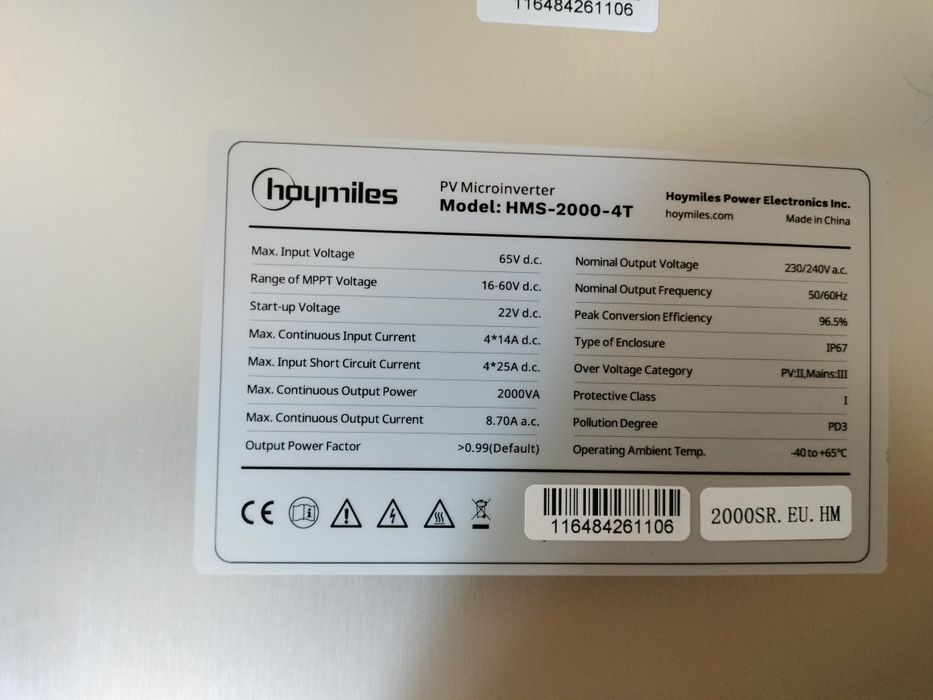 116484261106
hoymiles
PV Microinverter
Model: HMS-2000-4T
Hoymiles Power Electronics Inc.
hoymiles.com Made in China
Max. Input Voltage 65V d.c.
Range of MPPT Voltage 16-60V d.c.
Start-up Voltage 22V d.c.
Max. Continuous Input Current 4*14A d.c.
Max. Input Short Circuit Current 4*25A d.c.
Max. Continuous Output Power 2000VA
Max. Continuous Output Current 8.70A a.c.
Output Power Factor >0.99(Default)
Nominal Output Voltage 230/240V a.c.
Nominal Output Frequency 50/60Hz
Peak Conversion Efficiency 96.5%
Type of Enclosure IP67
Over Voltage Category PV:II,Mains:III
Protective Class I
Pollution Degree PD3
Operating Ambient Temp. -40 to +65℃
CE
116484261106
2000SR. EU. HM